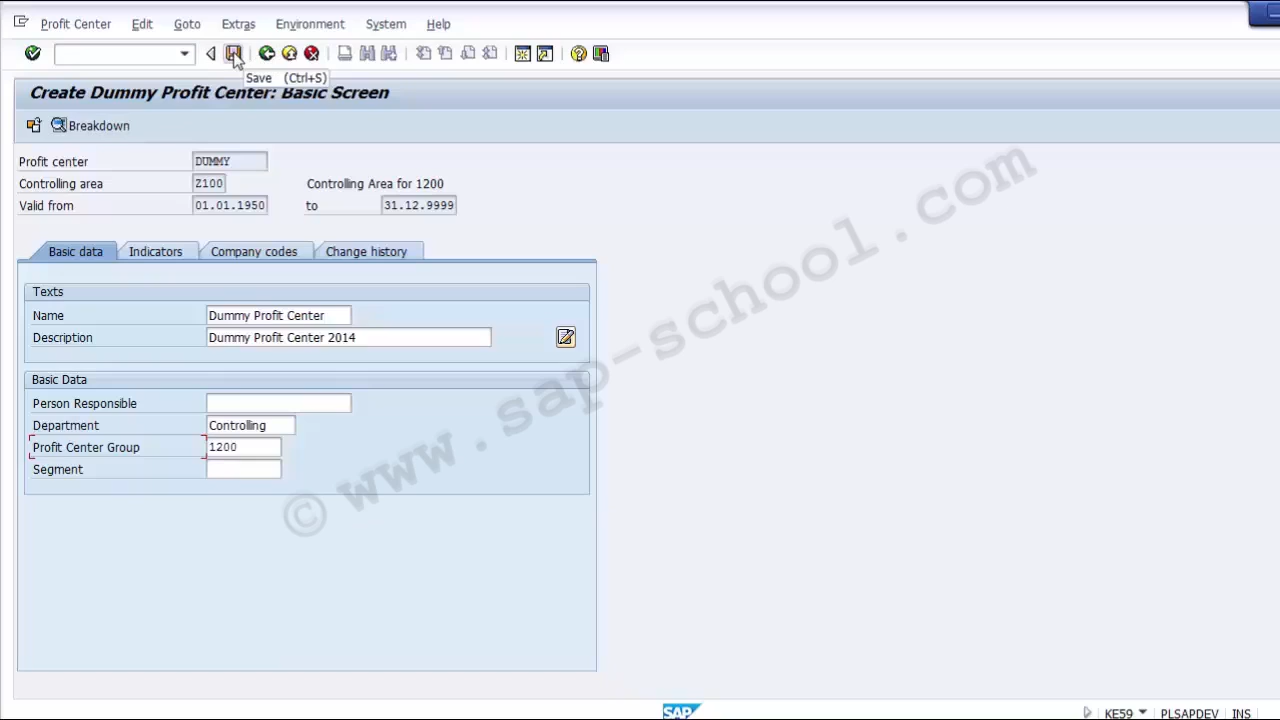 Profit Center Edit Goto Extras Environment System Help
Save (Ctrl+S)
Create Dummy Profit Center: Basic Screen
Breakdown
Profit center DUMMY
Controlling area Z100 Controlling Area for 1200
Valid from 01.01.1950 to 31.12.9999
Basic data Indicators Company codes Change history
Texts
Name Dummy Profit Center
Description Dummy Profit Center 2014
Basic Data
Person Responsible
Department Controlling
Profit Center Group 1200
Segment
© www.sap-school.com
SAP KE59 PLSAPDEV INS